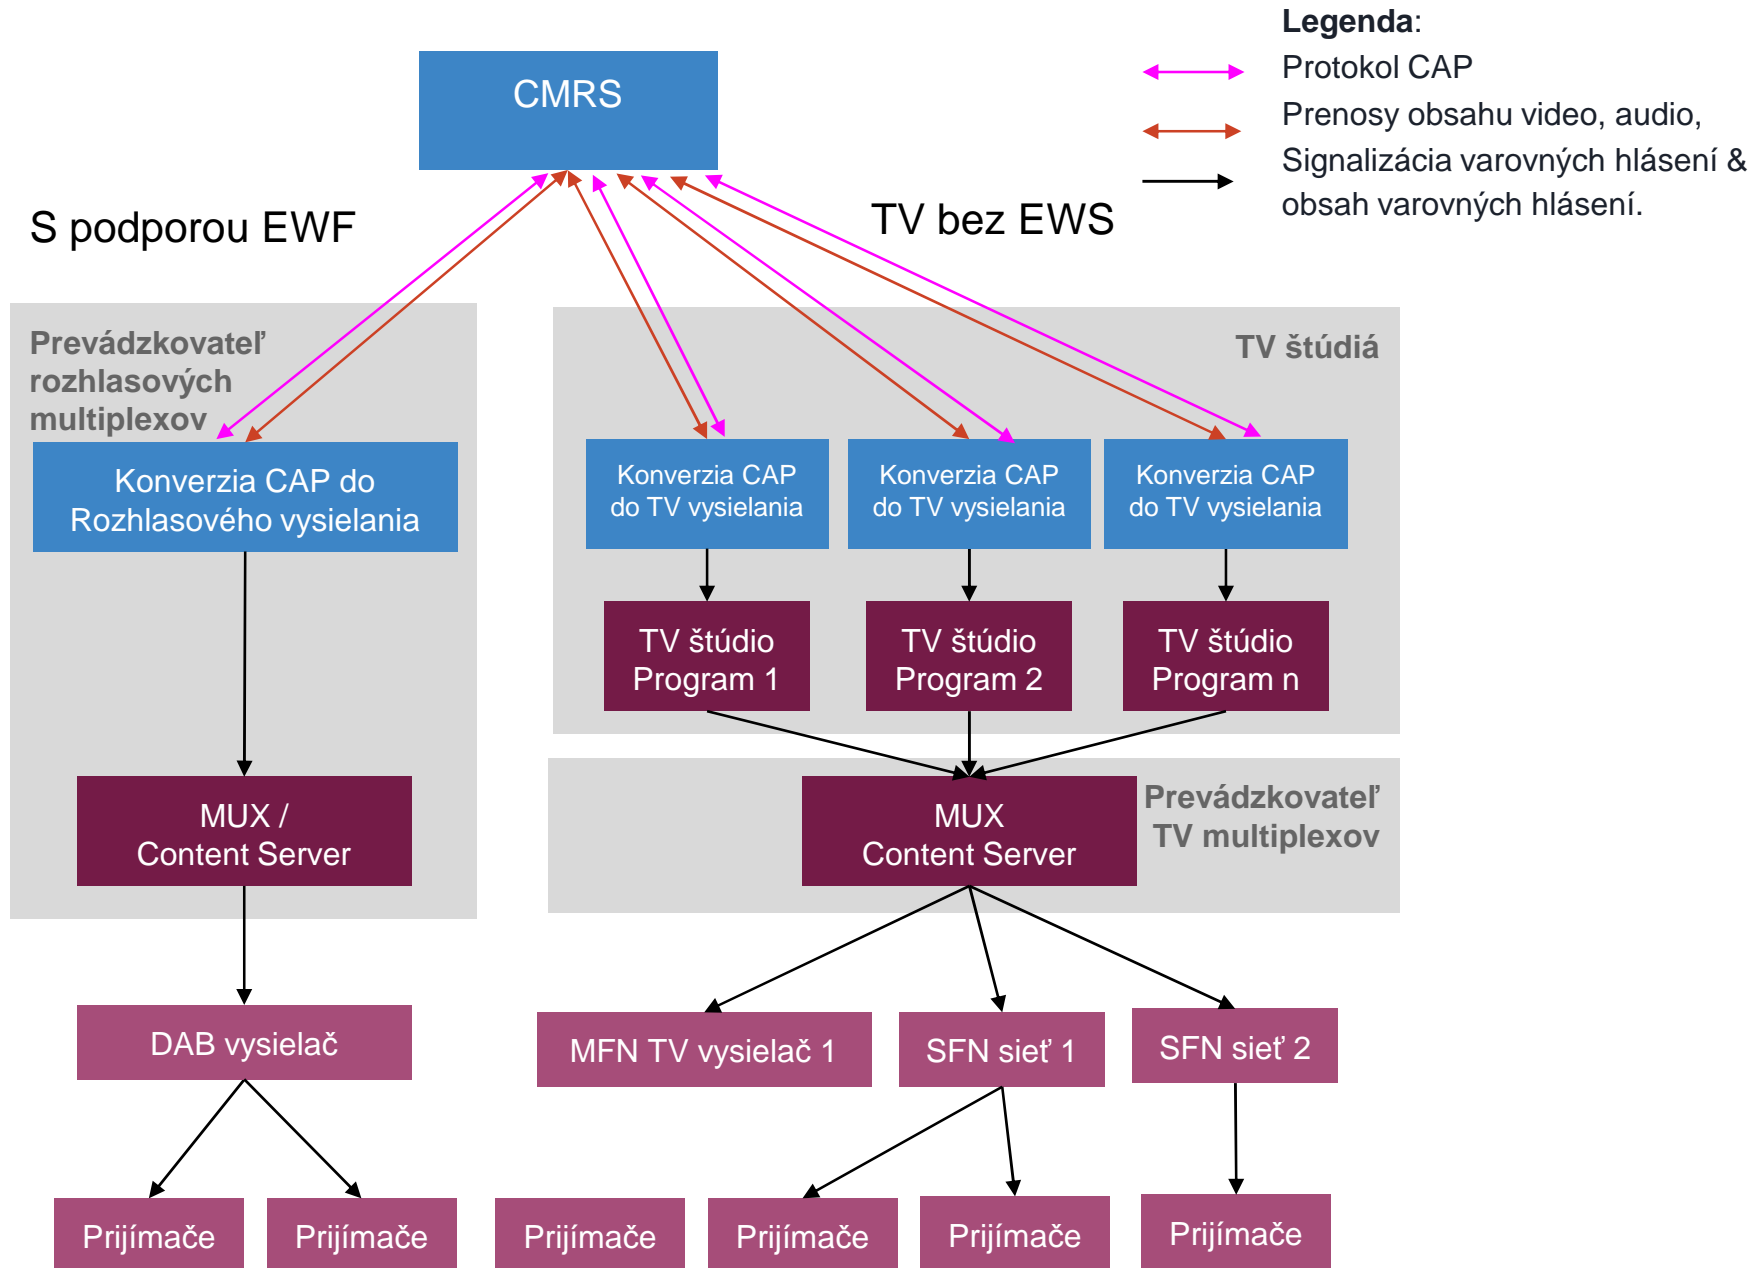 Legenda:
Protokol CAP
Prenosy obsahu video, audio,
Signalizácia varovných hlásení &
obsah varovných hlásení.
CMRS
S podporou EWF
TV bez EWS
Prevádzkovateľ
rozhlasových
multiplexov
TV štúdiá
Konverzia CAP do
Rozhlasového vysielania
Konverzia CAP
do TV vysielania
Konverzia CAP
do TV vysielania
Konverzia CAP
do TV vysielania
TV štúdio
Program 1
TV štúdio
Program 2
TV štúdio
Program n
MUX /
Content Server
MUX
Content Server
Prevádzkovateľ
TV multiplexov
DAB vysielač
MFN TV vysielač 1
SFN sieť 1
SFN sieť 2
Prijímače
Prijímače
Prijímače
Prijímače
Prijímače
Prijímače